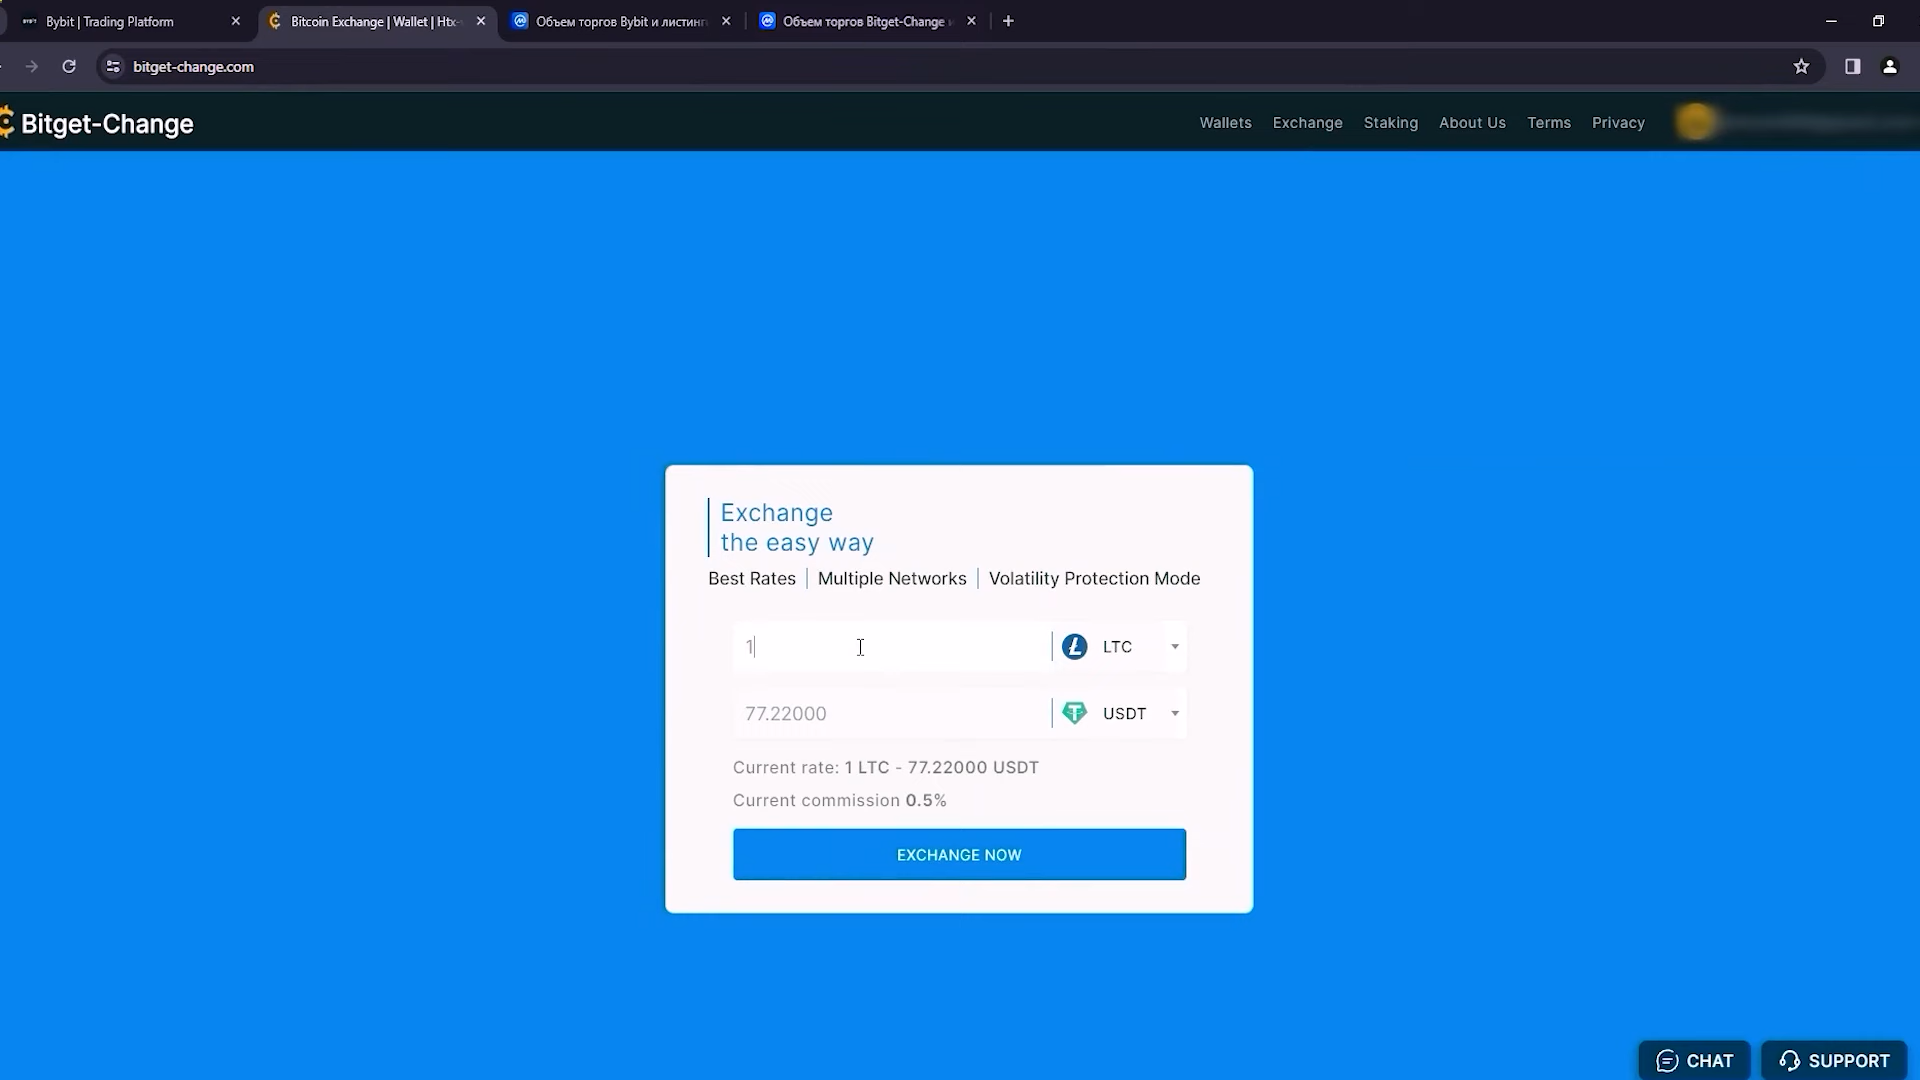 Bybit | Trading Platform
Bitcoin Exchange | Wallet | Htx-
Объем торгов Bybit и листинг
Объем торгов Bitget-Change и
bitget-change.com
Bitget-Change
Wallets
Exchange
Staking
About Us
Terms
Privacy
Exchange
the easy way
Best Rates | Multiple Networks | Volatility Protection Mode
1
LTC
77.22000
USDT
Current rate: 1 LTC - 77.22000 USDT
Current commission 0.5%
EXCHANGE NOW
CHAT
SUPPORT